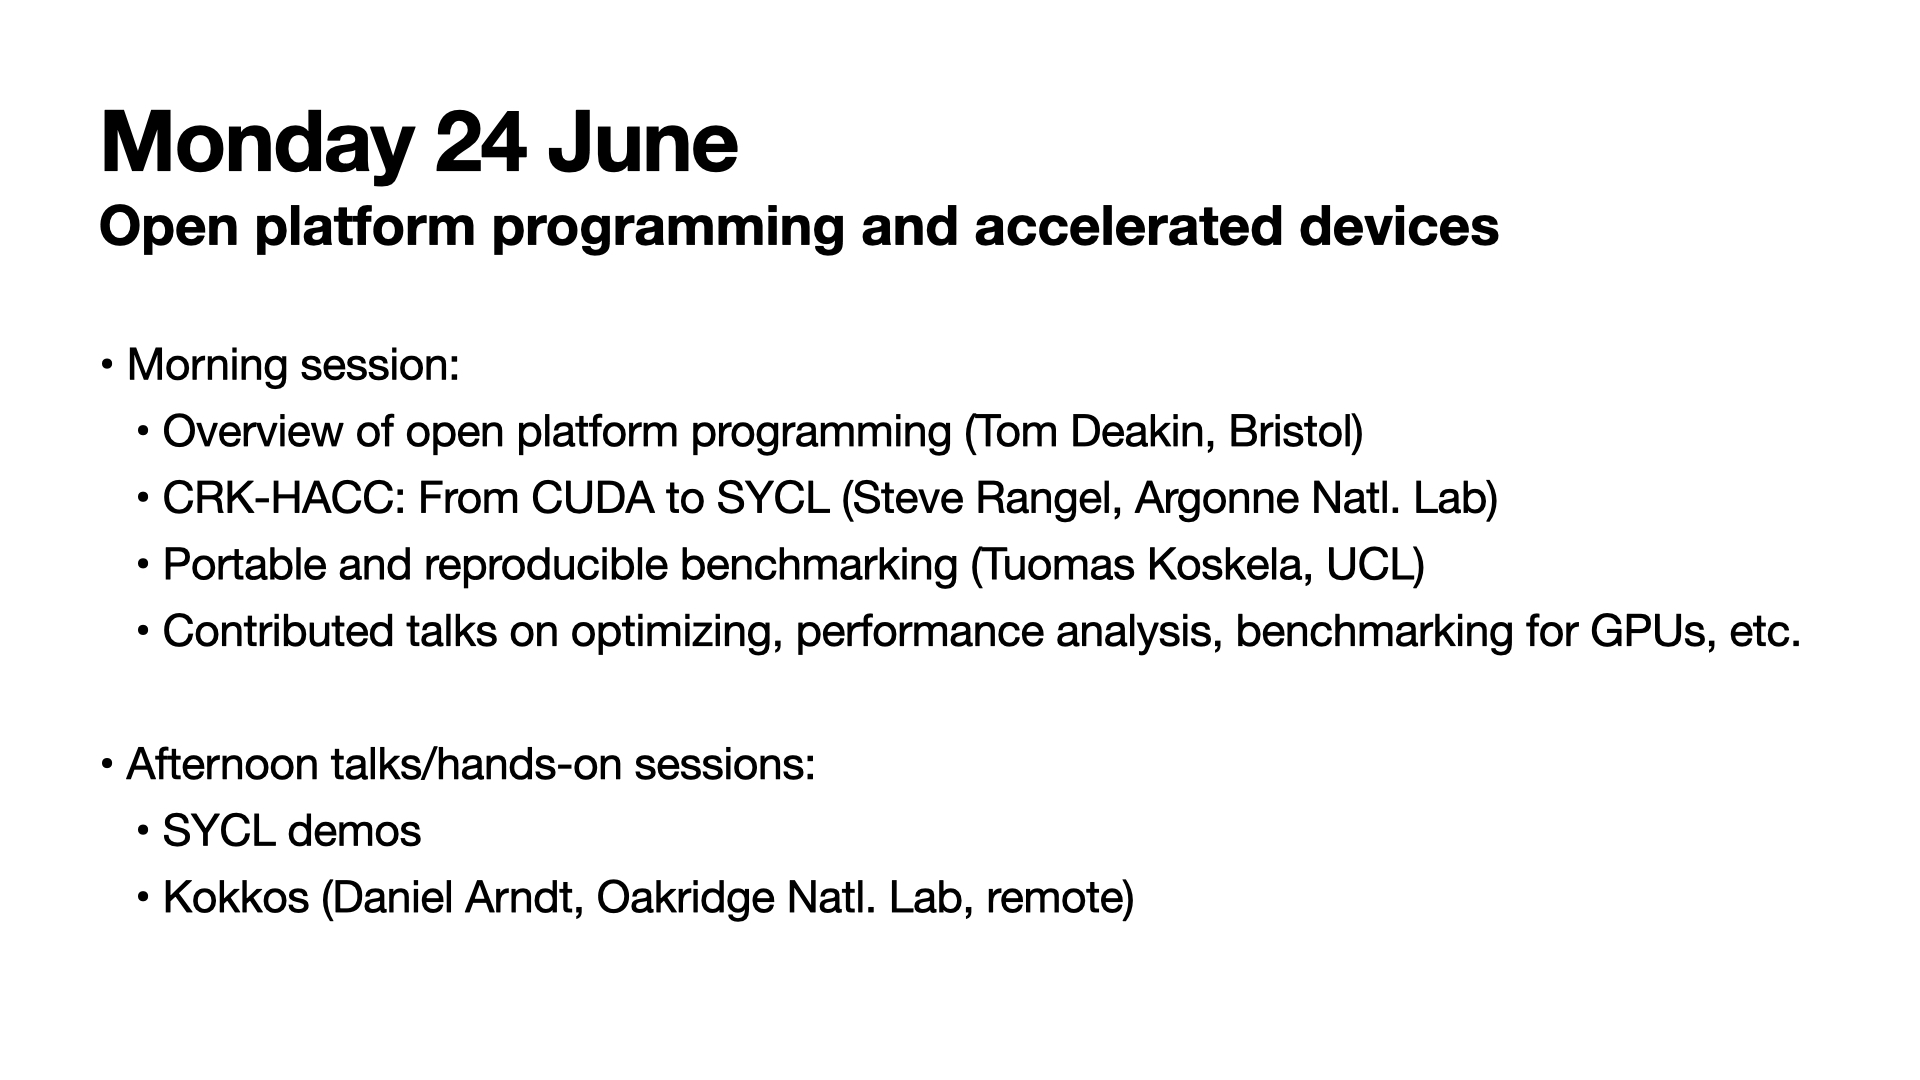 Monday 24 June
Open platform programming and accelerated devices
• Morning session:
• Overview of open platform programming (Tom Deakin, Bristol)
• CRK-HACC: From CUDA to SYCL (Steve Rangel, Argonne Natl. Lab)
• Portable and reproducible benchmarking (Tuomas Koskela, UCL)
• Contributed talks on optimizing, performance analysis, benchmarking for GPUs, etc.
• Afternoon talks/hands-on sessions:
• SYCL demos
• Kokkos (Daniel Arndt, Oakridge Natl. Lab, remote)